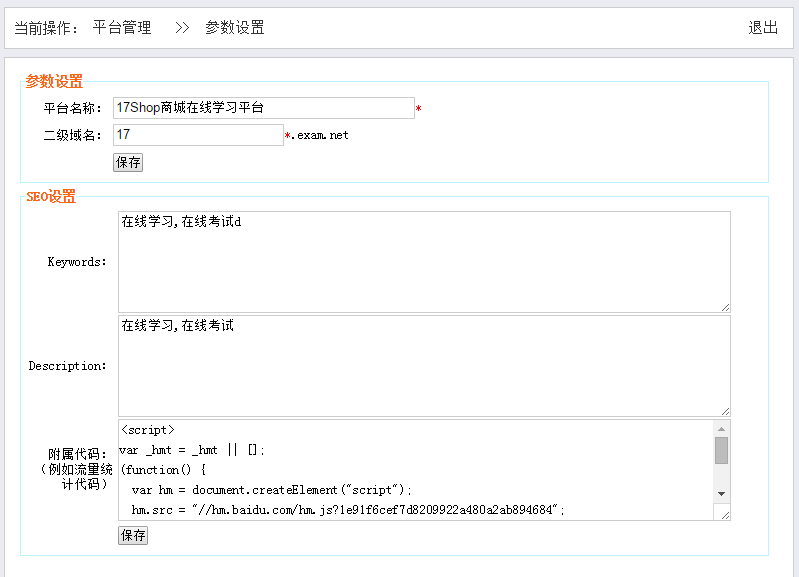 当前操作： 平台管理 >> 参数设置 退出
参数设置
平台名称： 17Shop商城在线学习平台 *
二级域名： 17 *.exam.net
保存
SEO设置
Keywords： 在线学习,在线考试d
Description： 在线学习,在线考试
附属代码：
（例如流量统
计代码）
<script>
var _hmt = _hmt || [];
(function() {
var hm = document.createElement("script");
hm.src = "//hm.baidu.com/hm.js?1e91f6cef7d8209922a480a2ab894684";
保存